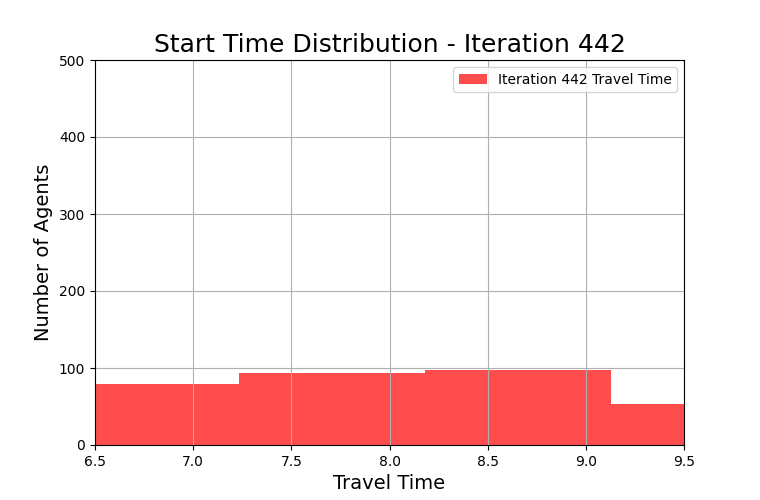 Start Time Distribution - Iteration 442
Iteration 442 Travel Time
Number of Agents
500
400
300
200
100
0
6.5 7.0 7.5 8.0 8.5 9.0 9.5
Travel Time